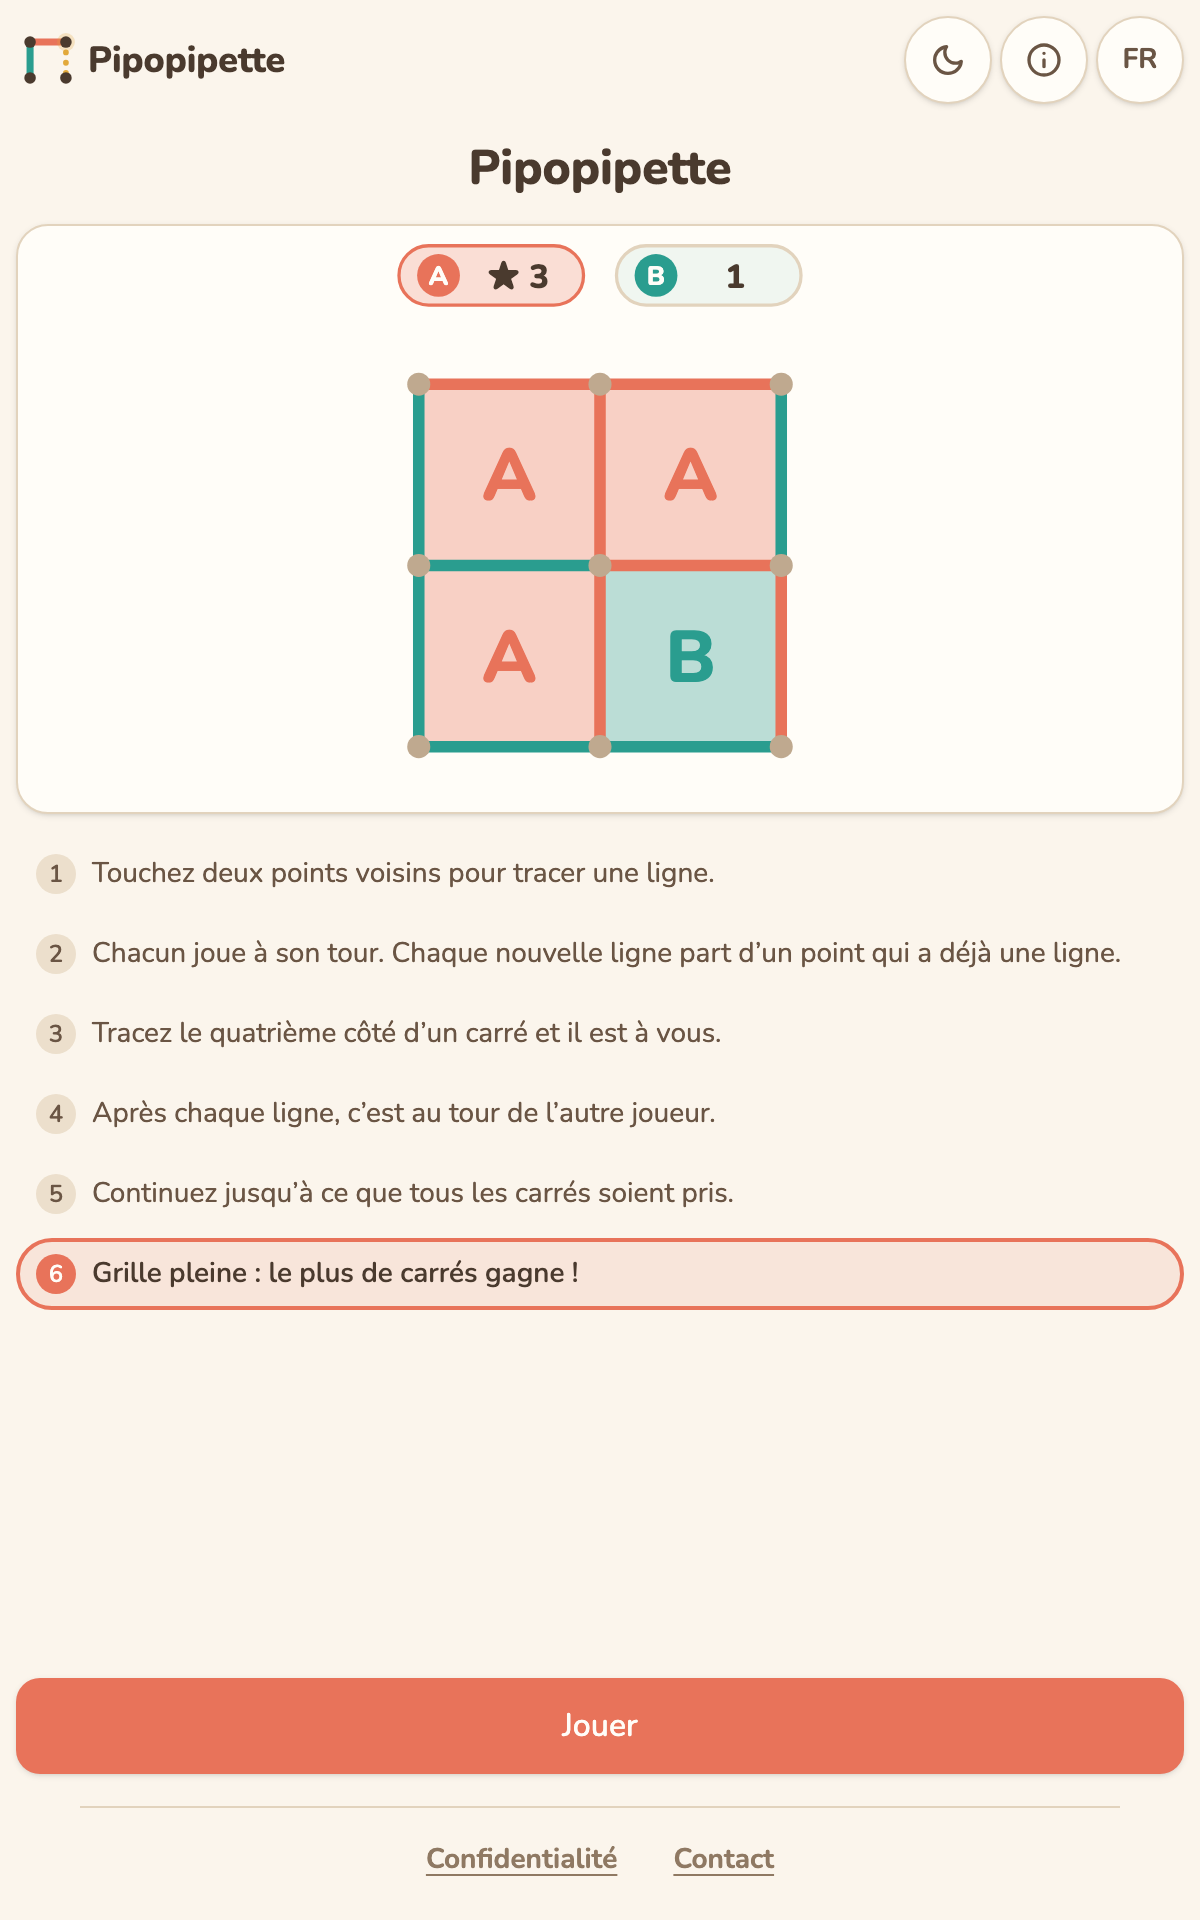 Pipopipette
FR
Pipopipette
A ★ 3
B 1
A A
A B
1 Touchez deux points voisins pour tracer une ligne.
2 Chacun joue à son tour. Chaque nouvelle ligne part d’un point qui a déjà une ligne.
3 Tracez le quatrième côté d’un carré et il est à vous.
4 Après chaque ligne, c’est au tour de l’autre joueur.
5 Continuez jusqu’à ce que tous les carrés soient pris.
6 Grille pleine : le plus de carrés gagne !
Jouer
Confidentialité Contact